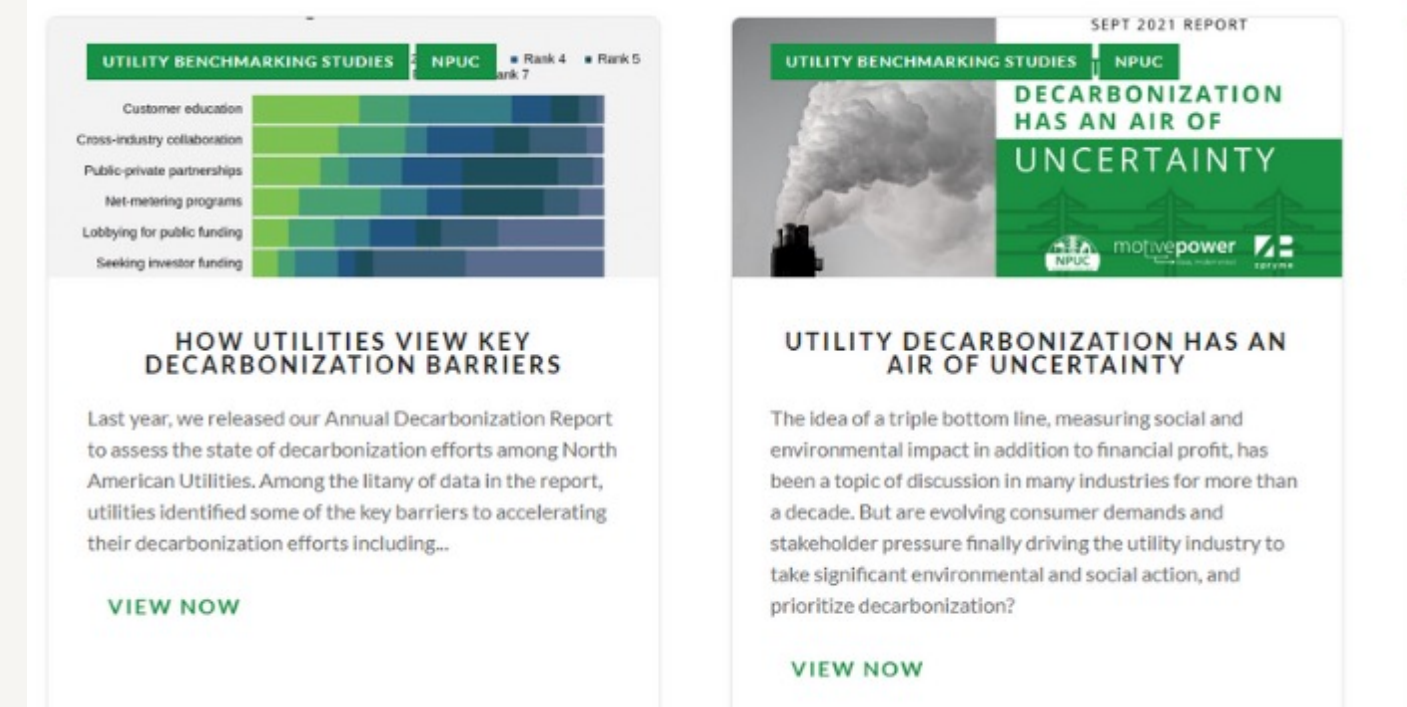 UTILITY BENCHMARKING STUDIES NPUC
Rank 4 Rank 5
Customer education
Cross-industry collaboration
Public-private partnerships
Net-metering programs
Lobbying for public funding
Seeking investor funding
HOW UTILITIES VIEW KEY
DECARBONIZATION BARRIERS
Last year, we released our Annual Decarbonization Report
to assess the state of decarbonization efforts among North
American Utilities. Among the litany of data in the report,
utilities identified some of the key barriers to accelerating
their decarbonization efforts including...
VIEW NOW
SEPT 2021 REPORT
UTILITY BENCHMARKING STUDIES NPUC
DECARBONIZATION
HAS AN AIR OF
UNCERTAINTY
NPUC motivepower zpryme
UTILITY DECARBONIZATION HAS AN
AIR OF UNCERTAINTY
The idea of a triple bottom line, measuring social and
environmental impact in addition to financial profit, has
been a topic of discussion in many industries for more than
a decade. But are evolving consumer demands and
stakeholder pressure finally driving the utility industry to
take significant environmental and social action, and
prioritize decarbonization?
VIEW NOW